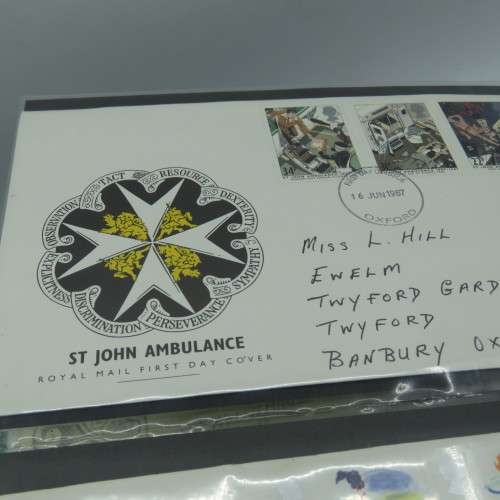 OBSERVATION TACT RESOURCE DEXTERITY
EXPLICITNESS DISCRIMINATION PERSEVERANCE SYMPATHY
ST JOHN AMBULANCE
ROYAL MAIL FIRST DAY COVER
16 JUN 1987
OXFORD
MISS L. HILL
EWELM
TWYFORD GARD
TWYFORD
BANBURY OX